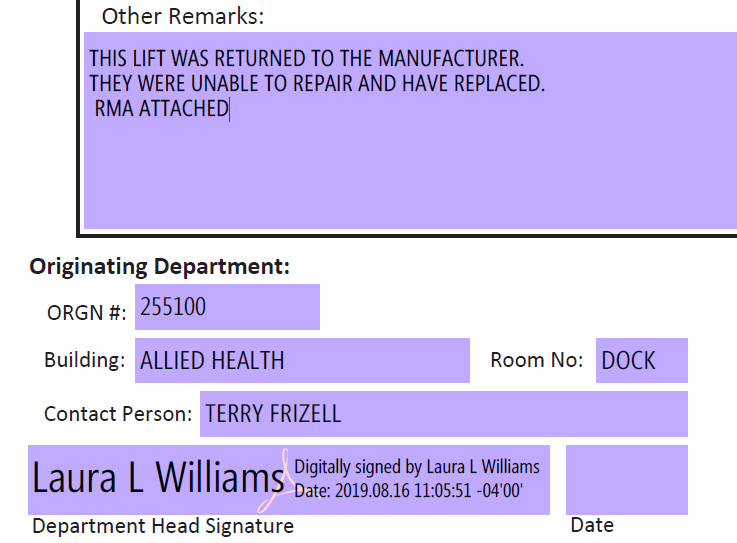 Other Remarks:
THIS LIFT WAS RETURNED TO THE MANUFACTURER.
THEY WERE UNABLE TO REPAIR AND HAVE REPLACED.
RMA ATTACHED
Originating Department:
ORGN #: 255100
Building: ALLIED HEALTH Room No: DOCK
Contact Person: TERRY FRIZELL
Laura L Williams
Digitally signed by Laura L Williams
Date: 2019.08.16 11:05:51 -04'00'
Department Head Signature Date